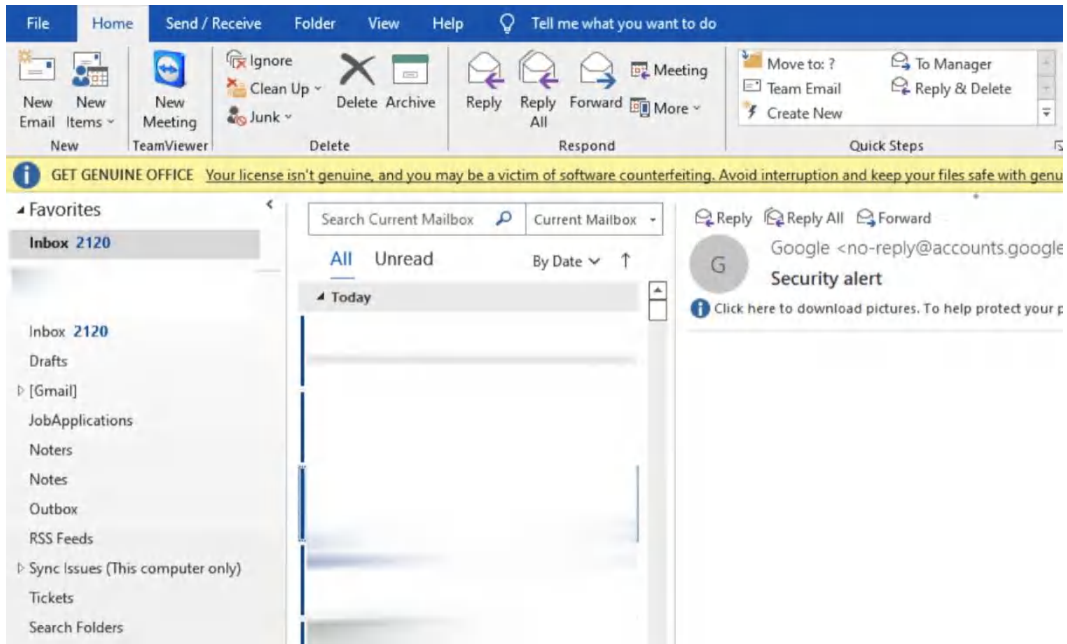 File Home Send / Receive Folder View Help Tell me what you want to do
New Email
New Items
New Meeting
Ignore
Clean Up
Junk
Delete
Archive
Reply
Reply All
Forward
Meeting
More
Move to: ?
Team Email
Create New
To Manager
Reply & Delete
New TeamViewer Delete Respond Quick Steps
GET GENUINE OFFICE Your license isn't genuine, and you may be a victim of software counterfeiting. Avoid interruption and keep your files safe with genu
Favorites
Inbox 2120
Inbox 2120
Drafts
[Gmail]
JobApplications
Noters
Notes
Outbox
RSS Feeds
Sync Issues (This computer only)
Tickets
Search Folders
Search Current Mailbox Current Mailbox
All Unread By Date
Today
Reply Reply All Forward
G
Google <no-reply@accounts.google
Security alert
Click here to download pictures. To help protect your p